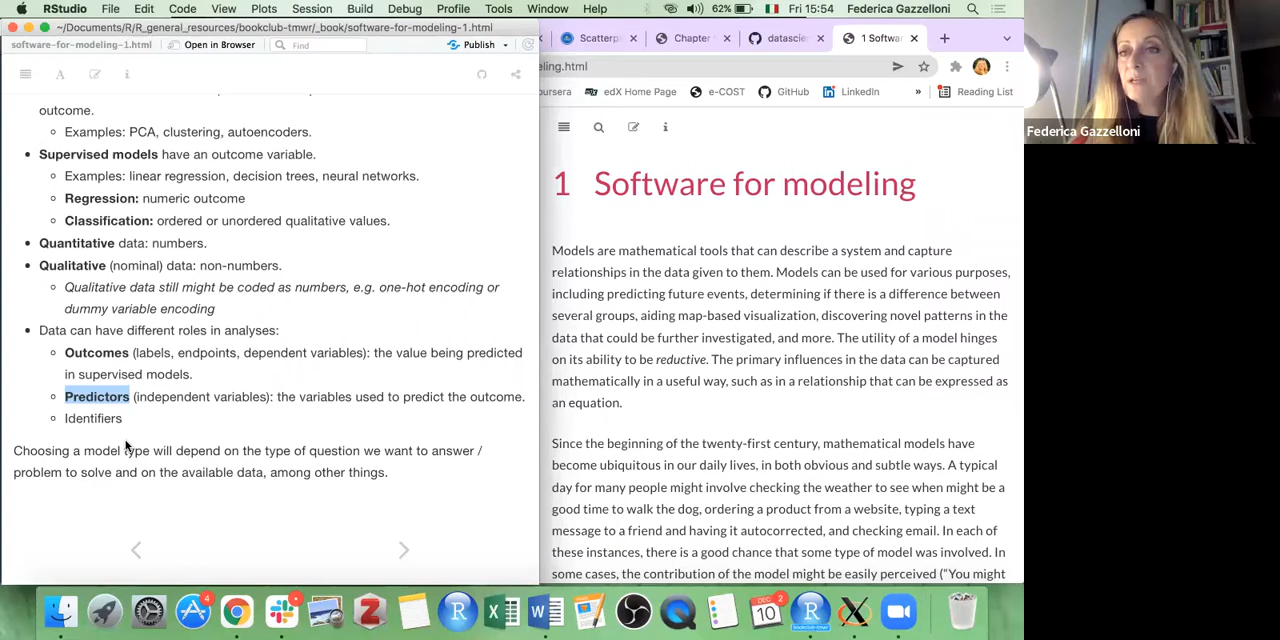 RStudio File Edit Code View Plots Session Build Debug Profile Tools Window Help 62% Fri 15:54 Federica Gazzelloni
~/Documents/R/R_general_resources/bookclub-tmwr/_book/software-for-modeling-1.html
software-for-modeling-1.html Open in Browser Find Publish
A i
outcome.
Examples: PCA, clustering, autoencoders.
• Supervised models have an outcome variable.
Examples: linear regression, decision trees, neural networks.
Regression: numeric outcome
Classification: ordered or unordered qualitative values.
• Quantitative data: numbers.
• Qualitative (nominal) data: non-numbers.
Qualitative data still might be coded as numbers, e.g. one-hot encoding or
dummy variable encoding
• Data can have different roles in analyses:
Outcomes (labels, endpoints, dependent variables): the value being predicted
in supervised models.
Predictors (independent variables): the variables used to predict the outcome.
Identifiers
Choosing a model type will depend on the type of question we want to answer /
problem to solve and on the available data, among other things.
Scatterp Chapter datascien 1 Softwar
eling.html
oursera edX Home Page e-COST GitHub LinkedIn » Reading List
i
1 Software for modeling
Models are mathematical tools that can describe a system and capture
relationships in the data given to them. Models can be used for various purposes,
including predicting future events, determining if there is a difference between
several groups, aiding map-based visualization, discovering novel patterns in the
data that could be further investigated, and more. The utility of a model hinges
on its ability to be reductive. The primary influences in the data can be captured
mathematically in a useful way, such as in a relationship that can be expressed as
an equation.
Since the beginning of the twenty-first century, mathematical models have
become ubiquitous in our daily lives, in both obvious and subtle ways. A typical
day for many people might involve checking the weather to see when might be a
good time to walk the dog, ordering a product from a website, typing a text
message to a friend and having it autocorrected, and checking email. In each of
these instances, there is a good chance that some type of model was involved. In
some cases, the contribution of the model might be easily perceived ("You might
Federica Gazzelloni
4
DEC
10
2